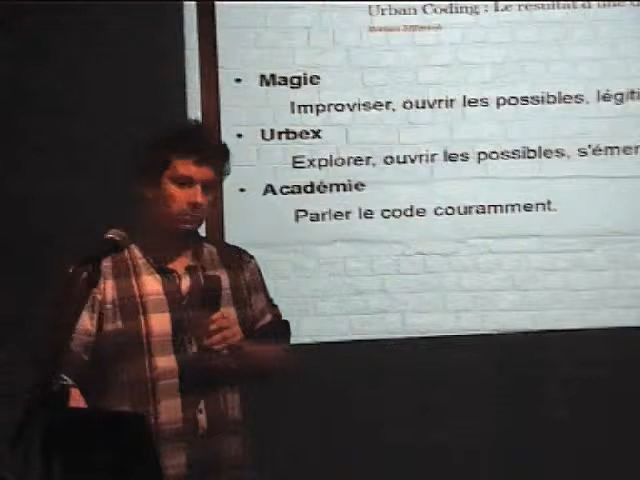 Urban Coding : Le résultat d'une
• Magie
Improviser, ouvrir les possibles, légiti
• Urbex
Explorer, ouvrir les possibles, s'émer
• Académie
Parler le code couramment.